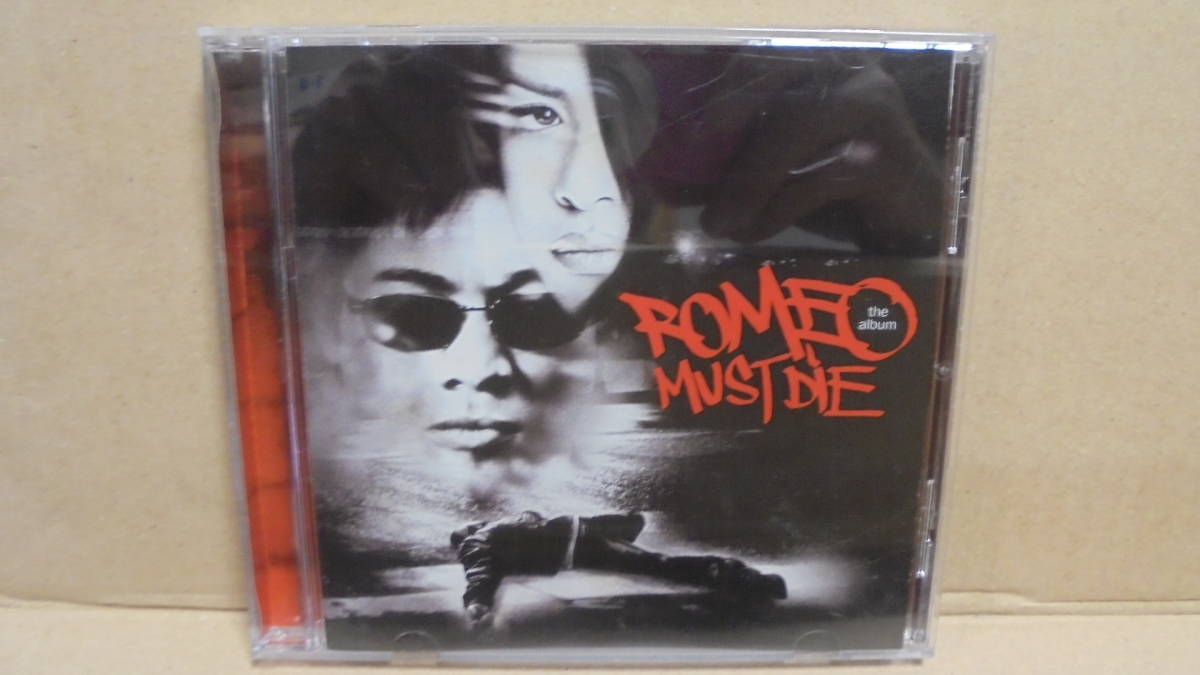 ROMEO
the
album
MUST DIE